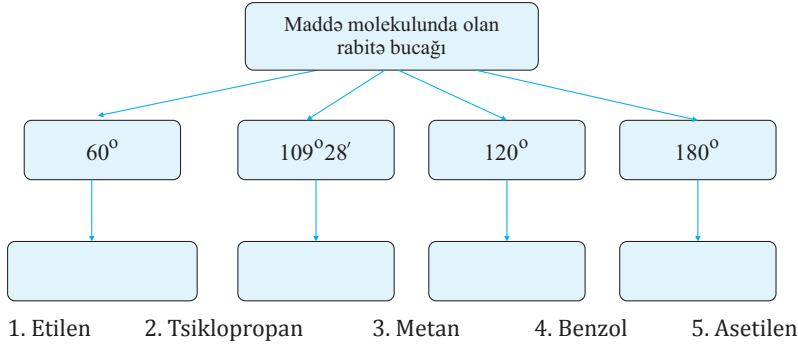 Maddə molekulunda olan
rabitə bucağı
60° 109°28′ 120° 180°
1. Etilen 2. Tsiklopropan 3. Metan 4. Benzol 5. Asetilen